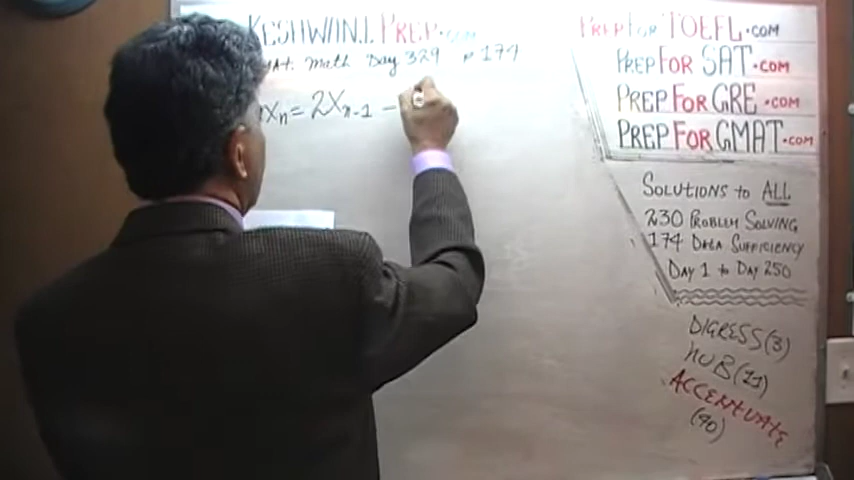 KESHWANI PREP.com
Math Day 329 P 174
Xn = 2Xn-1 -
PREPFOR TOEFL.COM
PREPFOR SAT.COM
PREPFOR GRE.COM
PREPFOR GMAT.COM
SOLUTIONS TO ALL
230 PROBLEM SOLVING
174 DATA SUFFICIENCY
DAY 1 TO DAY 250
DIGRESS(3)
HUB(11)
ACCENTUATE
(90)